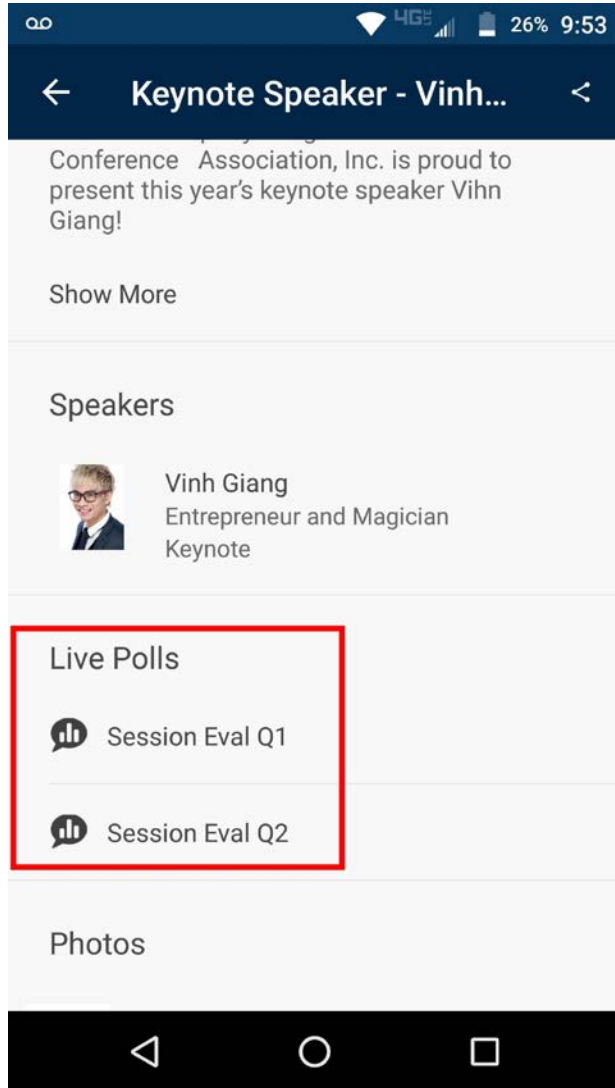 4G 26% 9:53
Keynote Speaker - Vinh...
Conference Association, Inc. is proud to
present this year's keynote speaker Vihn
Giang!
Show More
Speakers
Vinh Giang
Entrepreneur and Magician
Keynote
Live Polls
Session Eval Q1
Session Eval Q2
Photos